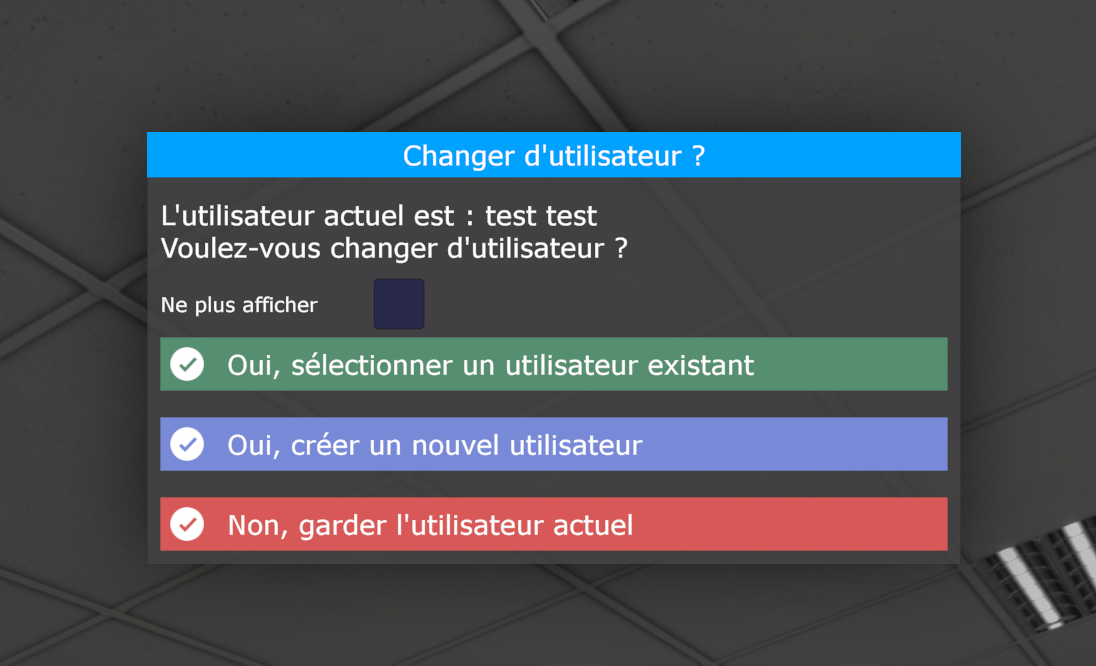 Changer d'utilisateur ?
L'utilisateur actuel est : test test
Voulez-vous changer d'utilisateur ?
Ne plus afficher
Oui, sélectionner un utilisateur existant
Oui, créer un nouvel utilisateur
Non, garder l'utilisateur actuel